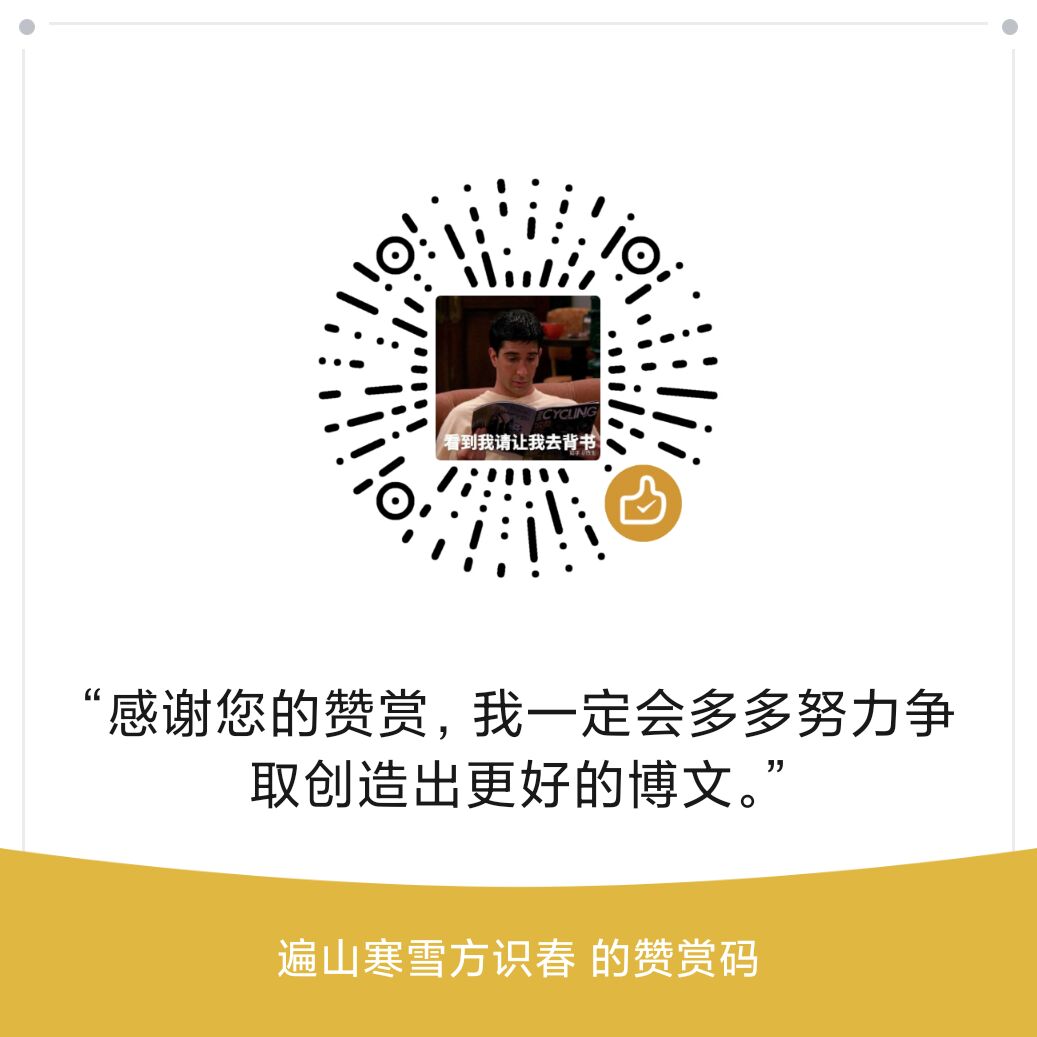 CYCLING
看到我请让我去背书
“感谢您的赞赏，我一定会多多努力争
取创造出更好的博文。”
遍山寒雪方识春 的赞赏码